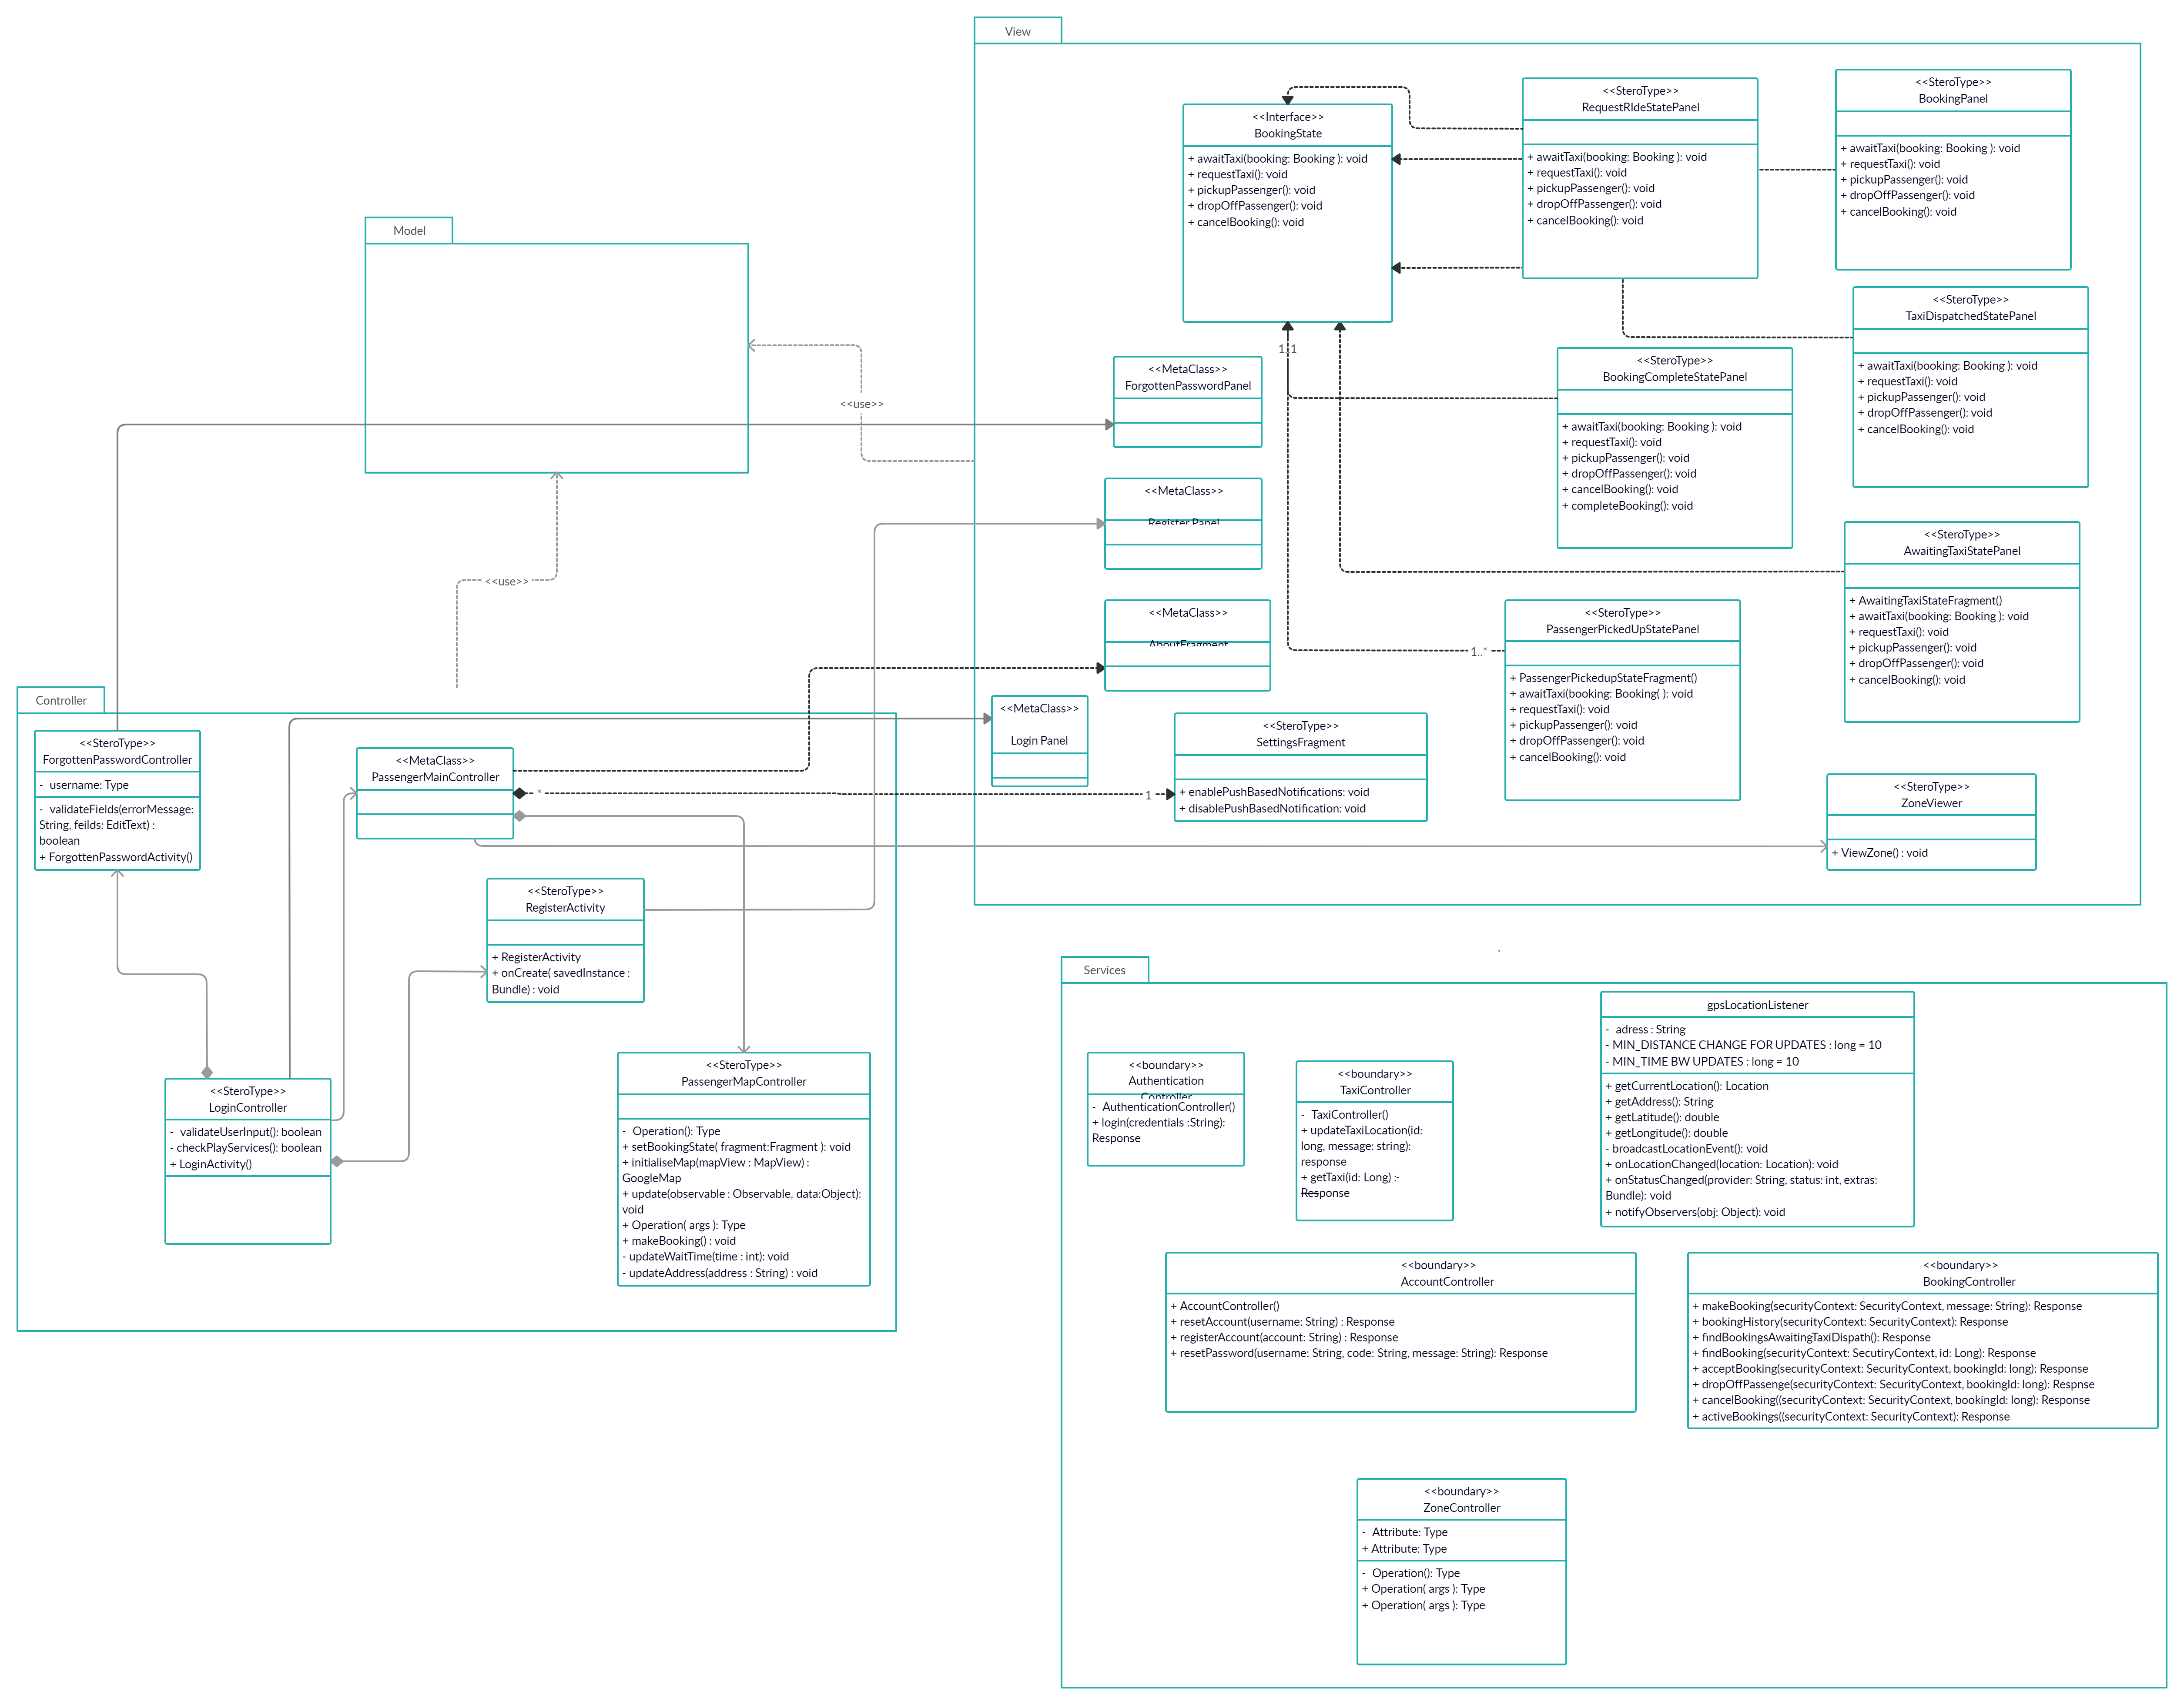 View
<<Interface>>
BookingState
+ awaitTaxi(booking: Booking ): void
+ requestTaxi(): void
+ pickupPassenger(): void
+ dropOffPassenger(): void
+ cancelBooking(): void
<<SteroType>>
RequestRIdeStatePanel
+ awaitTaxi(booking: Booking ): void
+ requestTaxi(): void
+ pickupPassenger(): void
+ dropOffPassenger(): void
+ cancelBooking(): void
<<SteroType>>
BookingPanel
+ awaitTaxi(booking: Booking ): void
+ requestTaxi(): void
+ pickupPassenger(): void
+ dropOffPassenger(): void
+ cancelBooking(): void
Model
<<SteroType>>
TaxiDispatchedStatePanel
+ awaitTaxi(booking: Booking ): void
+ requestTaxi(): void
+ pickupPassenger(): void
+ dropOffPassenger(): void
+ cancelBooking(): void
1
1
<<SteroType>>
BookingCompleteStatePanel
+ awaitTaxi(booking: Booking ): void
+ requestTaxi(): void
+ pickupPassenger(): void
+ dropOffPassenger(): void
+ cancelBooking(): void
+ completeBooking(): void
<<MetaClass>>
ForgottenPasswordPanel
<<use>>
<<MetaClass>>
Register Panel
<<SteroType>>
AwaitingTaxiStatePanel
+ AwaitingTaxiStateFragment()
+ awaitTaxi(booking: Booking ): void
+ requestTaxi(): void
+ pickupPassenger(): void
+ dropOffPassenger(): void
+ cancelBooking(): void
<<use>>
<<MetaClass>>
AboutFragment
<<SteroType>>
PassengerPickedUpStatePanel
+ PassengerPickedupStateFragment()
+ awaitTaxi(booking: Booking( ): void
+ requestTaxi(): void
+ pickupPassenger(): void
+ dropOffPassenger(): void
+ cancelBooking(): void
1..*
<<MetaClass>>
Login Panel
<<SteroType>>
SettingsFragment
+ enablePushBasedNotifications: void
+ disablePushBasedNotification: void
1
<<SteroType>>
ZoneViewer
+ ViewZone() : void
Controller
<<SteroType>>
ForgottenPasswordController
- username: Type
- validateFields(errorMessage:
String, feilds: EditText) :
boolean
+ ForgottenPasswordActivity()
<<MetaClass>>
PassengerMainController
*
<<SteroType>>
RegisterActivity
+ RegisterActivity
+ onCreate( savedInstance :
Bundle) : void
<<SteroType>>
LoginController
- validateUserInput(): boolean
- checkPlayServices(): boolean
+ LoginActivity()
<<SteroType>>
PassengerMapController
- Operation(): Type
+ setBookingState( fragment:Fragment ): void
+ initialiseMap(mapView : MapView) :
GoogleMap
+ update(observable : Observable, data:Object):
void
+ Operation( args ): Type
+ makeBooking() : void
- updateWaitTime(time : int): void
- updateAddress(address : String) : void
Services
<<boundary>>
Authentication
Controller
- AuthenticationController()
+ login(credentials :String):
Response
<<boundary>>
TaxiController
- TaxiController()
+ updateTaxiLocation(id:
long, message: string):
response
+ getTaxi(id: Long) :-
Response
gpsLocationListener
- adress : String
- MIN_DISTANCE CHANGE FOR UPDATES : long = 10
- MIN_TIME BW UPDATES : long = 10
+ getCurrentLocation(): Location
+ getAddress(): String
+ getLatitude(): double
+ getLongitude(): double
- broadcastLocationEvent(): void
+ onLocationChanged(location: Location): void
+ onStatusChanged(provider: String, status: int, extras:
Bundle): void
+ notifyObservers(obj: Object): void
<<boundary>>
AccountController
+ AccountController()
+ resetAccount(username: String) : Response
+ registerAccount(account: String) : Response
+ resetPassword(username: String, code: String, message: String): Response
<<boundary>>
BookingController
+ makeBooking(securityContext: SecurityContext, message: String): Response
+ bookingHistory(securityContext: SecurityContext): Response
+ findBookingsAwaitingTaxiDispath(): Response
+ findBooking(securityContext: SecutiryContext, id: Long): Response
+ acceptBooking(securityContext: SecurityContext, bookingId: long): Response
+ dropOffPassenge(securityContext: SecurityContext, bookingId: long): Respnse
+ cancelBooking((securityContext: SecurityContext, bookingId: long): Response
+ activeBookings((securityContext: SecurityContext): Response
<<boundary>>
ZoneController
- Attribute: Type
+ Attribute: Type
- Operation(): Type
+ Operation( args ): Type
+ Operation( args ): Type